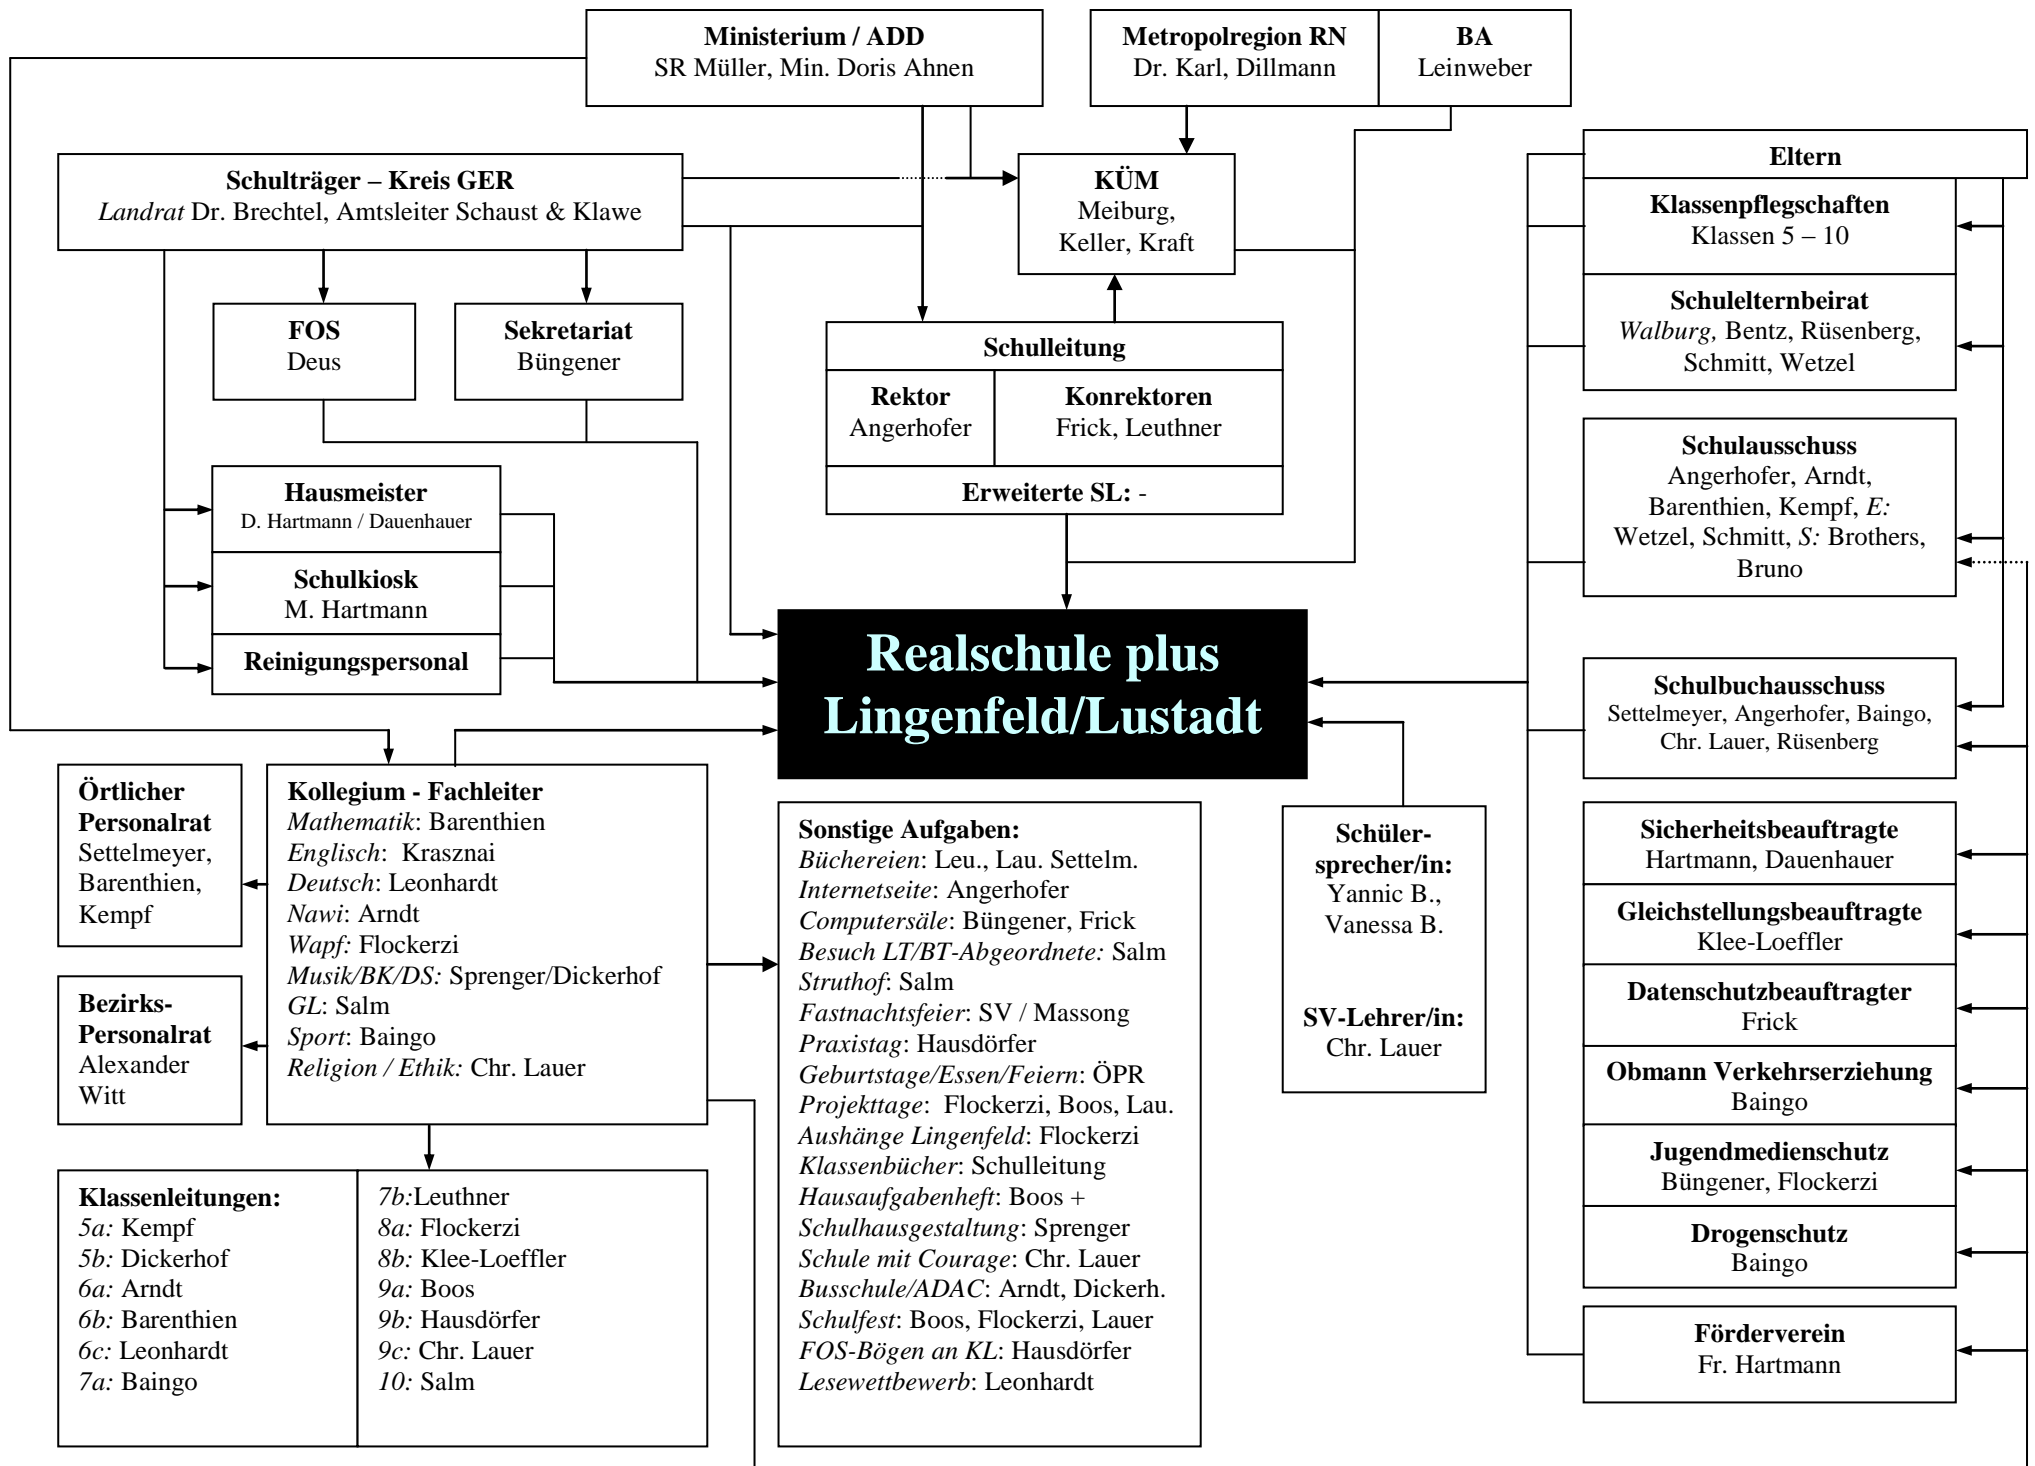 Ministerium / ADD
SR Müller, Min. Doris Ahnen
Metropolregion RN
Dr. Karl, Dillmann
BA
Leinweber
Schulträger – Kreis GER
Landrat Dr. Brechtel, Amtsleiter Schaust & Klawe
KÜM
Meiburg,
Keller, Kraft
Eltern
Klassenpflegschaften
Klassen 5 – 10
Schulelternbeirat
Walburg, Bentz, Rüsenberg,
Schmitt, Wetzel
FOS
Deus
Sekretariat
Büngener
Schulleitung
Rektor
Angerhofer
Konrektoren
Frick, Leuthner
Erweiterte SL: -
Schulausschuss
Angerhofer, Arndt,
Barenthien, Kempf, E:
Wetzel, Schmitt, S: Brothers,
Bruno
Hausmeister
D. Hartmann / Dauenhauer
Schulkiosk
M. Hartmann
Reinigungspersonal
Realschule plus
Lingenfeld/Lustadt
Schulbuchausschuss
Settelmeyer, Angerhofer, Baingo,
Chr. Lauer, Rüsenberg
Örtlicher
Personalrat
Settelmeyer,
Barenthien,
Kempf
Bezirks-
Personalrat
Alexander
Witt
Kollegium - Fachleiter
Mathematik: Barenthien
Englisch:  Krasznai
Deutsch: Leonhardt
Nawi: Arndt
Wapf: Flockerzi
Musik/BK/DS: Sprenger/Dickerhof
GL: Salm
Sport: Baingo
Religion / Ethik: Chr. Lauer
Sonstige Aufgaben:
Büchereien: Leu., Lau. Settelm.
Internetseite: Angerhofer
Computersäle: Büngener, Frick
Besuch LT/BT-Abgeordnete: Salm
Struthof: Salm
Fastnachtsfeier: SV / Massong
Praxistag: Hausdörfer
Geburtstage/Essen/Feiern: ÖPR
Projekttage:  Flockerzi, Boos, Lau.
Aushänge Lingenfeld: Flockerzi
Klassenbücher: Schulleitung
Hausaufgabenheft: Boos +
Schulhausgestaltung: Sprenger
Schule mit Courage: Chr. Lauer
Busschule/ADAC: Arndt, Dickerh.
Schulfest: Boos, Flockerzi, Lauer
FOS-Bögen an KL: Hausdörfer
Lesewettbewerb: Leonhardt
Schüler-
sprecher/in:
Yannic B.,
Vanessa B.
SV-Lehrer/in:
Chr. Lauer
Sicherheitsbeauftragte
Hartmann, Dauenhauer
Gleichstellungsbeauftragte
Klee-Loeffler
Datenschutzbeauftragter
Frick
Obmann Verkehrserziehung
Baingo
Jugendmedienschutz
Büngener, Flockerzi
Drogenschutz
Baingo
Förderverein
Fr. Hartmann
Klassenleitungen:
5a: Kempf
5b: Dickerhof
6a: Arndt
6b: Barenthien
6c: Leonhardt
7a: Baingo
7b:Leuthner
8a: Flockerzi
8b: Klee-Loeffler
9a: Boos
9b: Hausdörfer
9c: Chr. Lauer
10: Salm